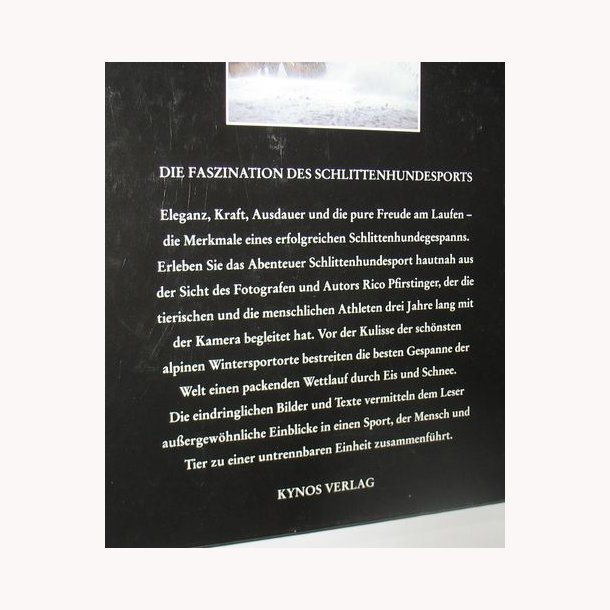 DIE FASZINATION DES SCHLITTENHUNDESPORTS
Eleganz, Kraft, Ausdauer und die pure Freude am Laufen –
die Merkmale eines erfolgreichen Schlittenhundegespanns.
Erleben Sie das Abenteuer Schlittenhundesport hautnah aus
der Sicht des Fotografen und Autors Rico Pfirstinger, der die
tierischen und die menschlichen Athleten drei Jahre lang mit
der Kamera begleitet hat. Vor der Kulisse der schönsten
alpinen Wintersportorte bestreiten die besten Gespanne der
Welt einen packenden Wettlauf durch Eis und Schnee.
Die eindringlichen Bilder und Texte vermitteln dem Leser
außergewöhnliche Einblicke in einen Sport, der Mensch und
Tier zu einer untrennbaren Einheit zusammenführt.
KYNOS VERLAG